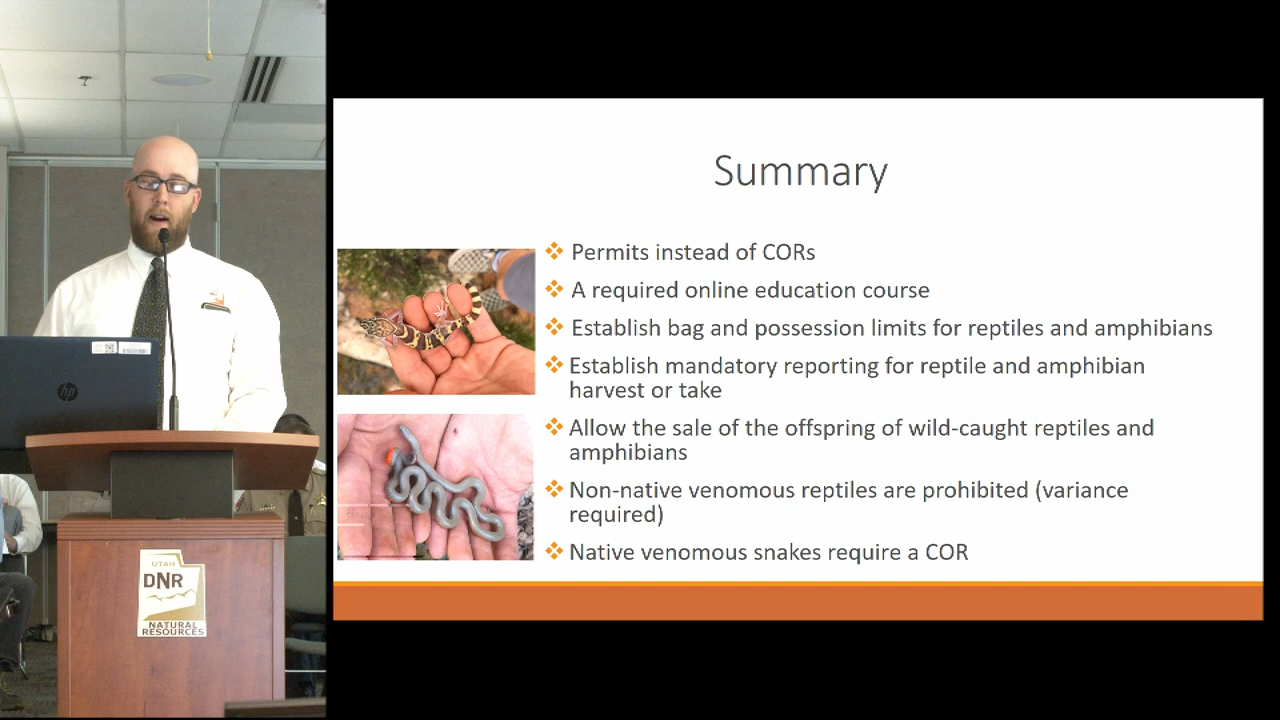 Summary
Permits instead of CORs
A required online education course
Establish bag and possession limits for reptiles and amphibians
Establish mandatory reporting for reptile and amphibian
harvest or take
Allow the sale of the offspring of wild-caught reptiles and
amphibians
Non-native venomous reptiles are prohibited (variance
required)
Native venomous snakes require a COR
hp
UTAH
DNR
NATURAL
RESOURCES